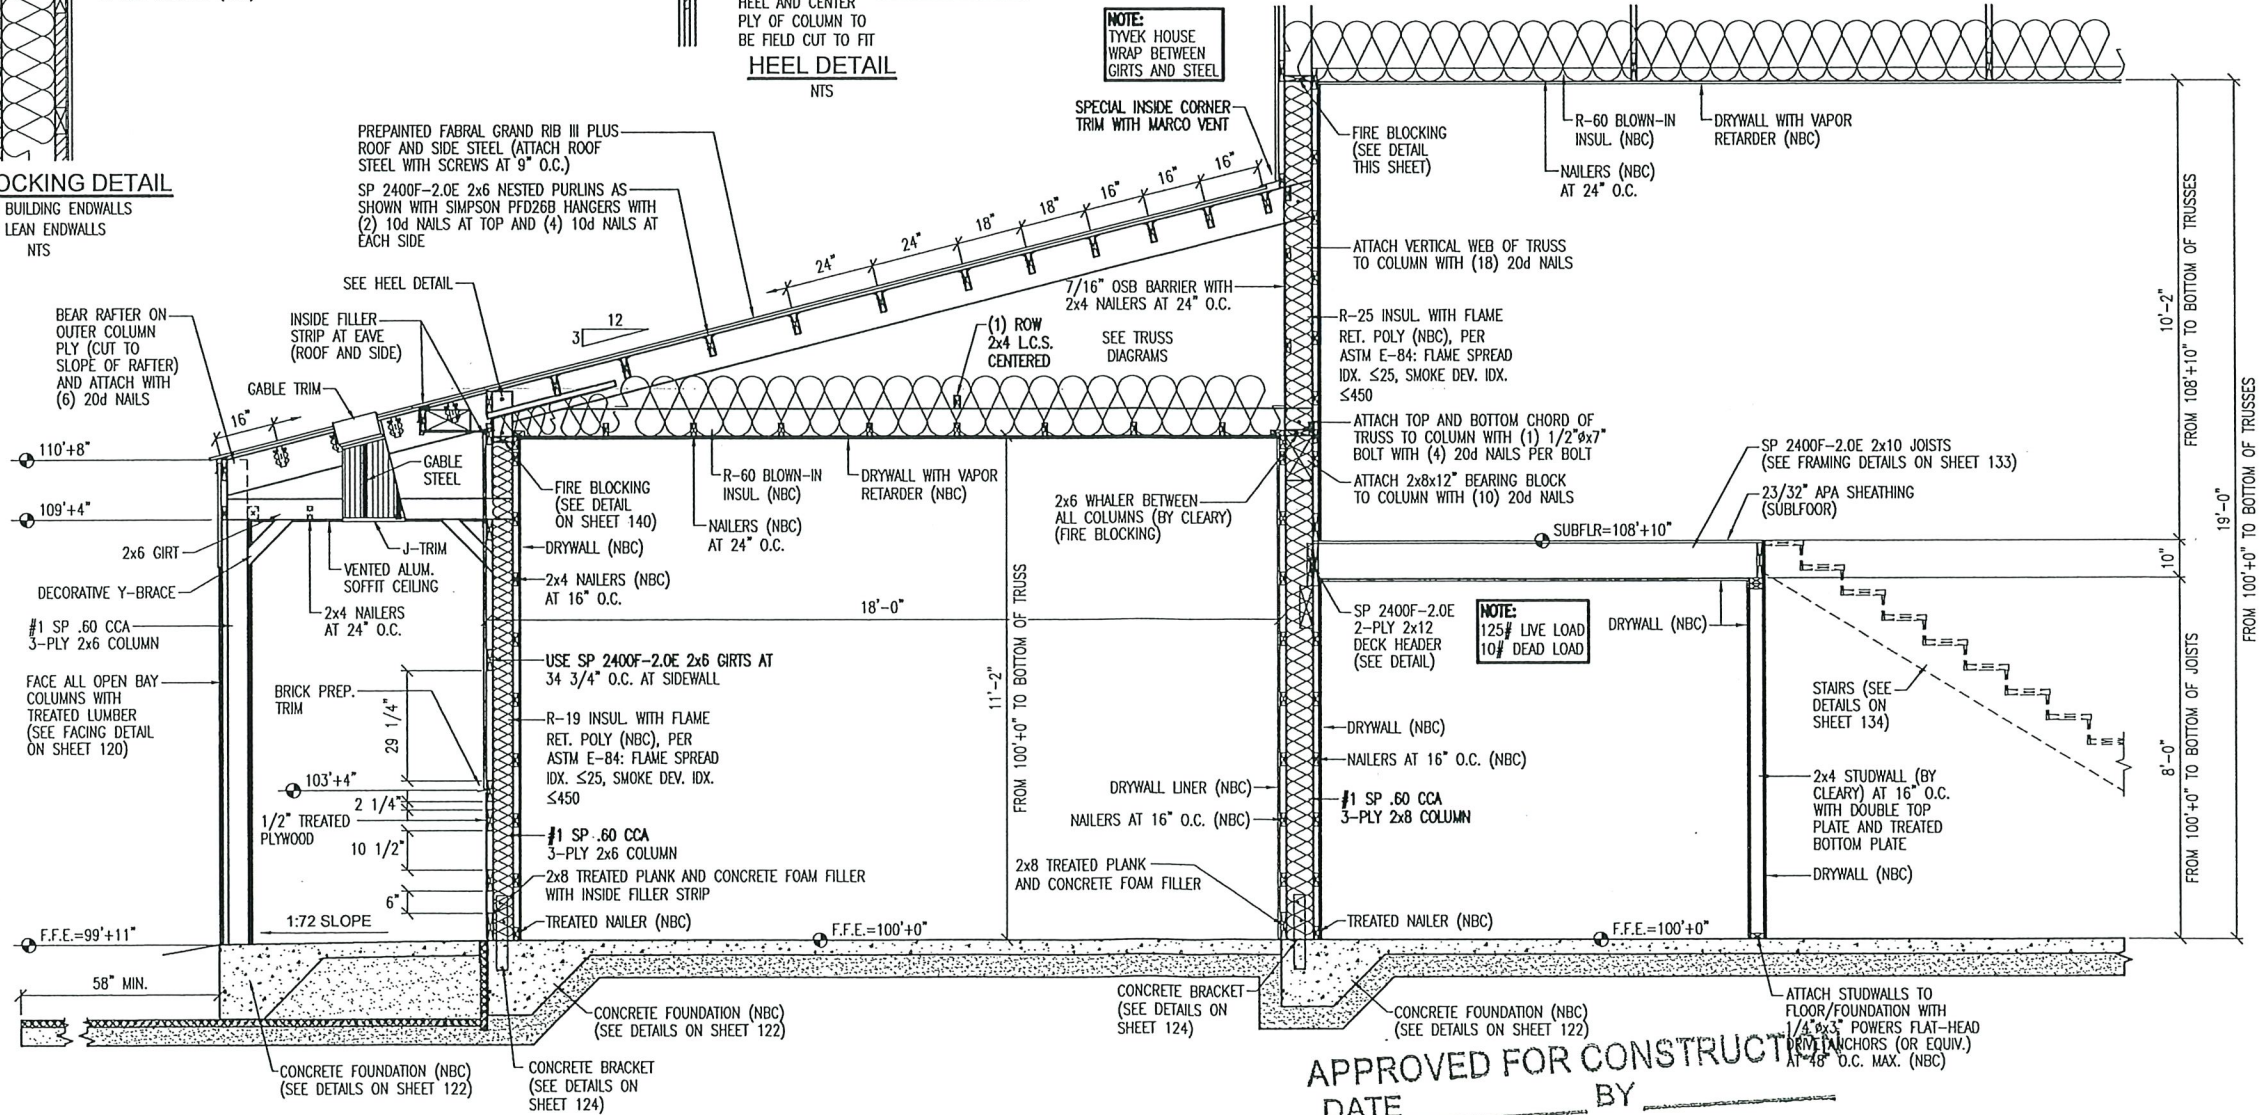 HEEL AND CENTER
PLY OF COLUMN TO
BE FIELD CUT TO FIT
HEEL DETAIL
NTS
NOTE:
TYVEK HOUSE
WRAP BETWEEN
GIRTS AND STEEL
OCKING DETAIL
BUILDING ENDWALLS
LEAN ENDWALLS
NTS
PREPAINTED FABRAL GRAND RIB III PLUS
ROOF AND SIDE STEEL (ATTACH ROOF
STEEL WITH SCREWS AT 9" O.C.)
SP 2400F-2.0E 2x6 NESTED PURLINS AS
SHOWN WITH SIMPSON PFD26B HANGERS WITH
(2) 10d NAILS AT TOP AND (4) 10d NAILS AT
EACH SIDE
SEE HEEL DETAIL
INSIDE FILLER
STRIP AT EAVE
(ROOF AND SIDE)
BEAR RAFTER ON
OUTER COLUMN
PLY (CUT TO
SLOPE OF RAFTER)
AND ATTACH WITH
(6) 20d NAILS
GABLE TRIM
16"
110'+8"
109'+4"
GABLE
STEEL
2x6 GIRT
J-TRIM
VENTED ALUM.
SOFFIT CEILING
DECORATIVE Y-BRACE
2x4 NAILERS
AT 24" O.C.
#1 SP .60 CCA
3-PLY 2x6 COLUMN
FACE ALL OPEN BAY
COLUMNS WITH
TREATED LUMBER
(SEE FACING DETAIL
ON SHEET 120)
BRICK PREP.
TRIM
29 1/4"
103'+4"
2 1/4"
1/2" TREATED
PLYWOOD
10 1/2"
6"
1:72 SLOPE
F.F.E.=99'+11"
58" MIN.
CONCRETE FOUNDATION (NBC)
(SEE DETAILS ON SHEET 122)
CONCRETE BRACKET
(SEE DETAILS ON
SHEET 124)
CONCRETE FOUNDATION (NBC)
(SEE DETAILS ON SHEET 122)
3
12
24"
24"
18"
18"
16"
16"
16"
SPECIAL INSIDE CORNER
TRIM WITH MARCO VENT
7/16" OSB BARRIER WITH
2x4 NAILERS AT 24" O.C.
(1) ROW
2x4 L.C.S.
CENTERED
SEE TRUSS
DIAGRAMS
FIRE BLOCKING
(SEE DETAIL
ON SHEET 140)
R-60 BLOWN-IN
INSUL. (NBC)
DRYWALL WITH VAPOR
RETARDER (NBC)
NAILERS (NBC)
AT 24" O.C.
DRYWALL (NBC)
2x4 NAILERS (NBC)
AT 16" O.C.
2x6 WHALER BETWEEN
ALL COLUMNS (BY CLEARY)
(FIRE BLOCKING)
18'-0"
USE SP 2400F-2.0E 2x6 GIRTS AT
34 3/4" O.C. AT SIDEWALL
R-19 INSUL. WITH FLAME
RET. POLY (NBC), PER
ASTM E-84: FLAME SPREAD
IDX. ≤25, SMOKE DEV. IDX.
≤450
#1 SP .60 CCA
3-PLY 2x6 COLUMN
2x8 TREATED PLANK AND CONCRETE FOAM FILLER
WITH INSIDE FILLER STRIP
TREATED NAILER (NBC)
11'-2"
FROM 100'+0" TO BOTTOM OF TRUSS
F.F.E.=100'+0"
DRYWALL LINER (NBC)
NAILERS AT 16" O.C. (NBC)
2x8 TREATED PLANK
AND CONCRETE FOAM FILLER
CONCRETE BRACKET
(SEE DETAILS ON
SHEET 124)
CONCRETE FOUNDATION (NBC)
(SEE DETAILS ON SHEET 122)
FIRE BLOCKING
(SEE DETAIL
THIS SHEET)
R-60 BLOWN-IN
INSUL. (NBC)
DRYWALL WITH VAPOR
RETARDER (NBC)
NAILERS (NBC)
AT 24" O.C.
ATTACH VERTICAL WEB OF TRUSS
TO COLUMN WITH (18) 20d NAILS
R-25 INSUL. WITH FLAME
RET. POLY (NBC), PER
ASTM E-84: FLAME SPREAD
IDX. ≤25, SMOKE DEV. IDX.
≤450
ATTACH TOP AND BOTTOM CHORD OF
TRUSS TO COLUMN WITH (1) 1/2"øx7"
BOLT WITH (4) 20d NAILS PER BOLT
ATTACH 2x8x12" BEARING BLOCK
TO COLUMN WITH (10) 20d NAILS
SP 2400F-2.0E 2x10 JOISTS
(SEE FRAMING DETAILS ON SHEET 133)
23/32" APA SHEATHING
(SUBLFOOR)
SUBFLR=108'+10"
SP 2400F-2.0E
2-PLY 2x12
DECK HEADER
(SEE DETAIL)
NOTE:
125# LIVE LOAD
10# DEAD LOAD
DRYWALL (NBC)
STAIRS (SEE
DETAILS ON
SHEET 134)
DRYWALL (NBC)
NAILERS AT 16" O.C. (NBC)
#1 SP .60 CCA
3-PLY 2x8 COLUMN
2x4 STUDWALL (BY
CLEARY) AT 16" O.C.
WITH DOUBLE TOP
PLATE AND TREATED
BOTTOM PLATE
DRYWALL (NBC)
TREATED NAILER (NBC)
F.F.E.=100'+0"
ATTACH STUDWALLS TO
FLOOR/FOUNDATION WITH
1/4"øx3" POWERS FLAT-HEAD
DRIVE ANCHORS (OR EQUIV.)
AT 48" O.C. MAX. (NBC)
10'-2"
FROM 108'+10" TO BOTTOM OF TRUSSES
10"
8'-0"
FROM 100'+0" TO BOTTOM OF JOISTS
19'-0"
FROM 100'+0" TO BOTTOM OF TRUSSES
APPROVED FOR CONSTRUCTION
DATE
BY